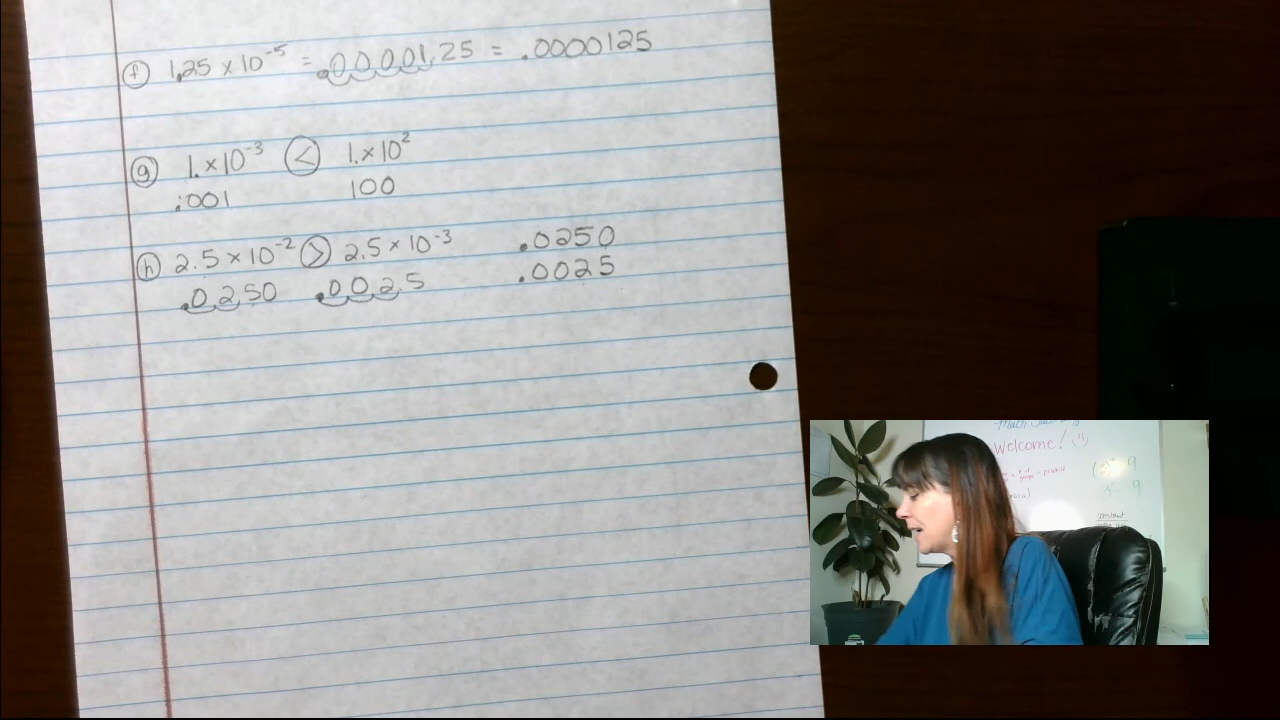 f 1.25 × 10⁻⁵ = .00001.25 = .0000125
g 1. × 10⁻³ < 1. × 10²
.001 100
h 2.5 × 10⁻² > 2.5 × 10⁻³ .0250
.0250 .0025 .0025
Welcome!
constant